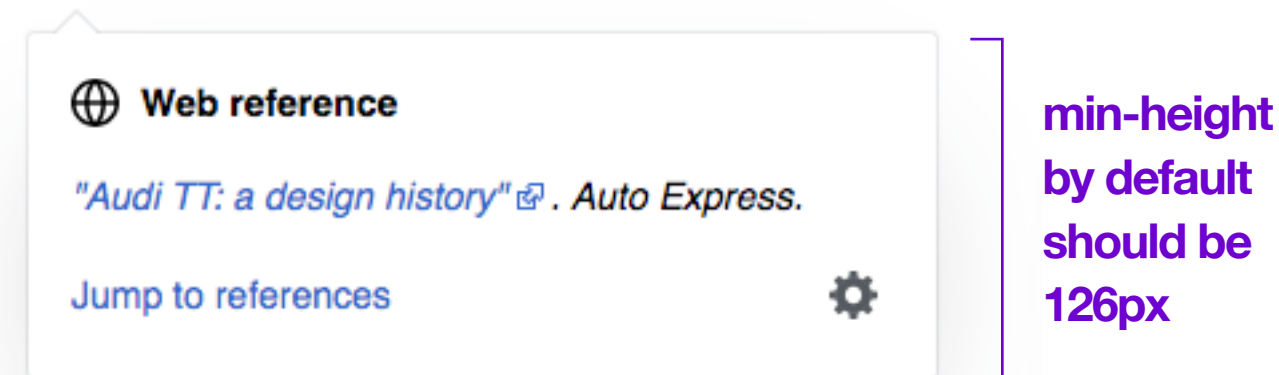 Web reference
"Audi TT: a design history" . Auto Express.
Jump to references
min-height
by default
should be
126px